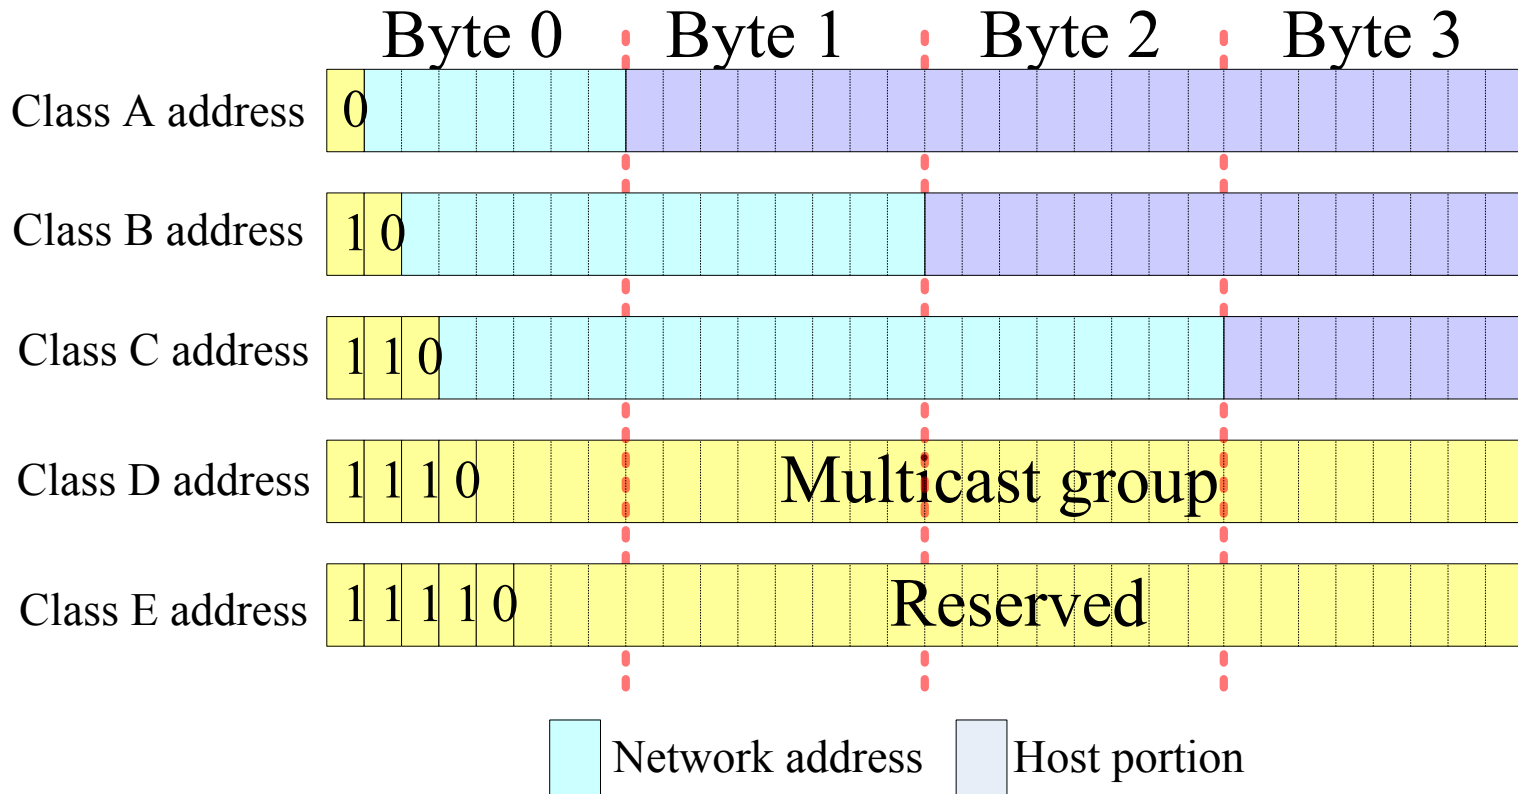 Byte 0 Byte 1 Byte 2 Byte 3
Class A address 0
Class B address 1 0
Class C address 1 1 0
Class D address 1 1 1 0 Multicast group
Class E address 1 1 1 1 0 Reserved
Network address Host portion